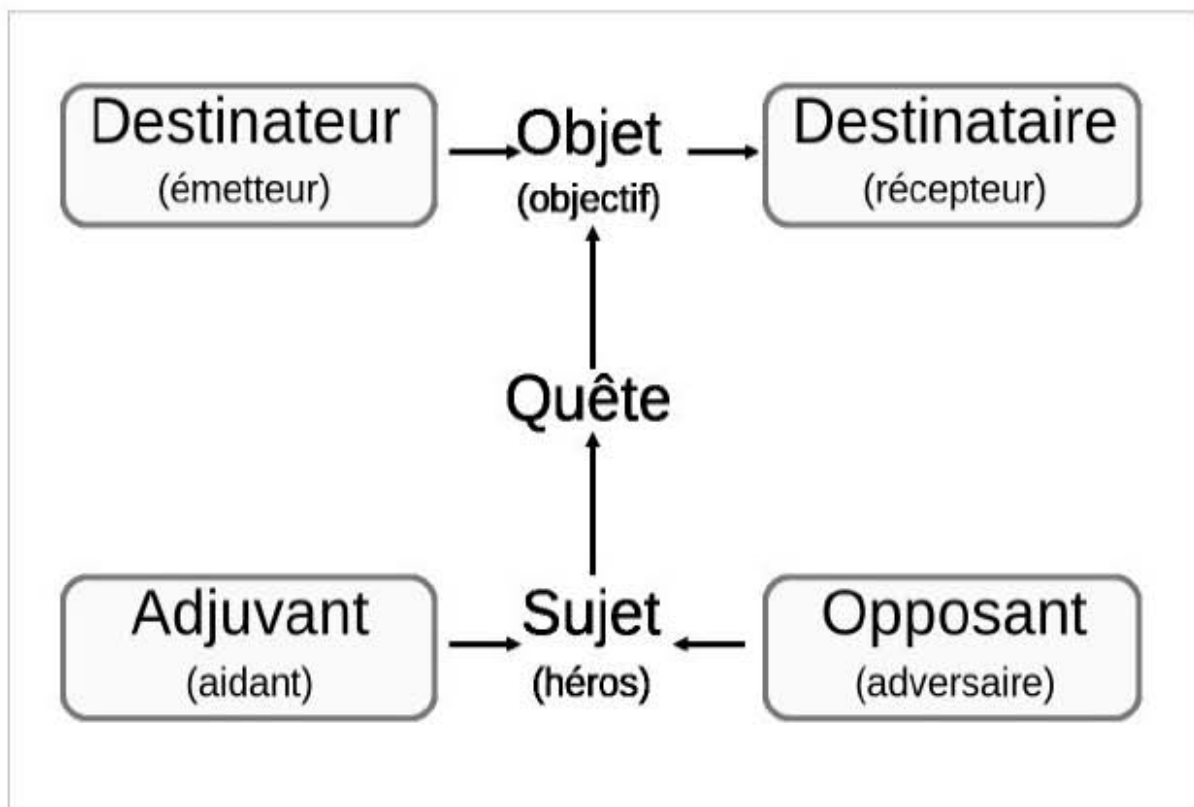 Destinateur
(émetteur)
Objet
(objectif)
Destinataire
(récepteur)
Quête
Adjuvant
(aidant)
Sujet
(héros)
Opposant
(adversaire)